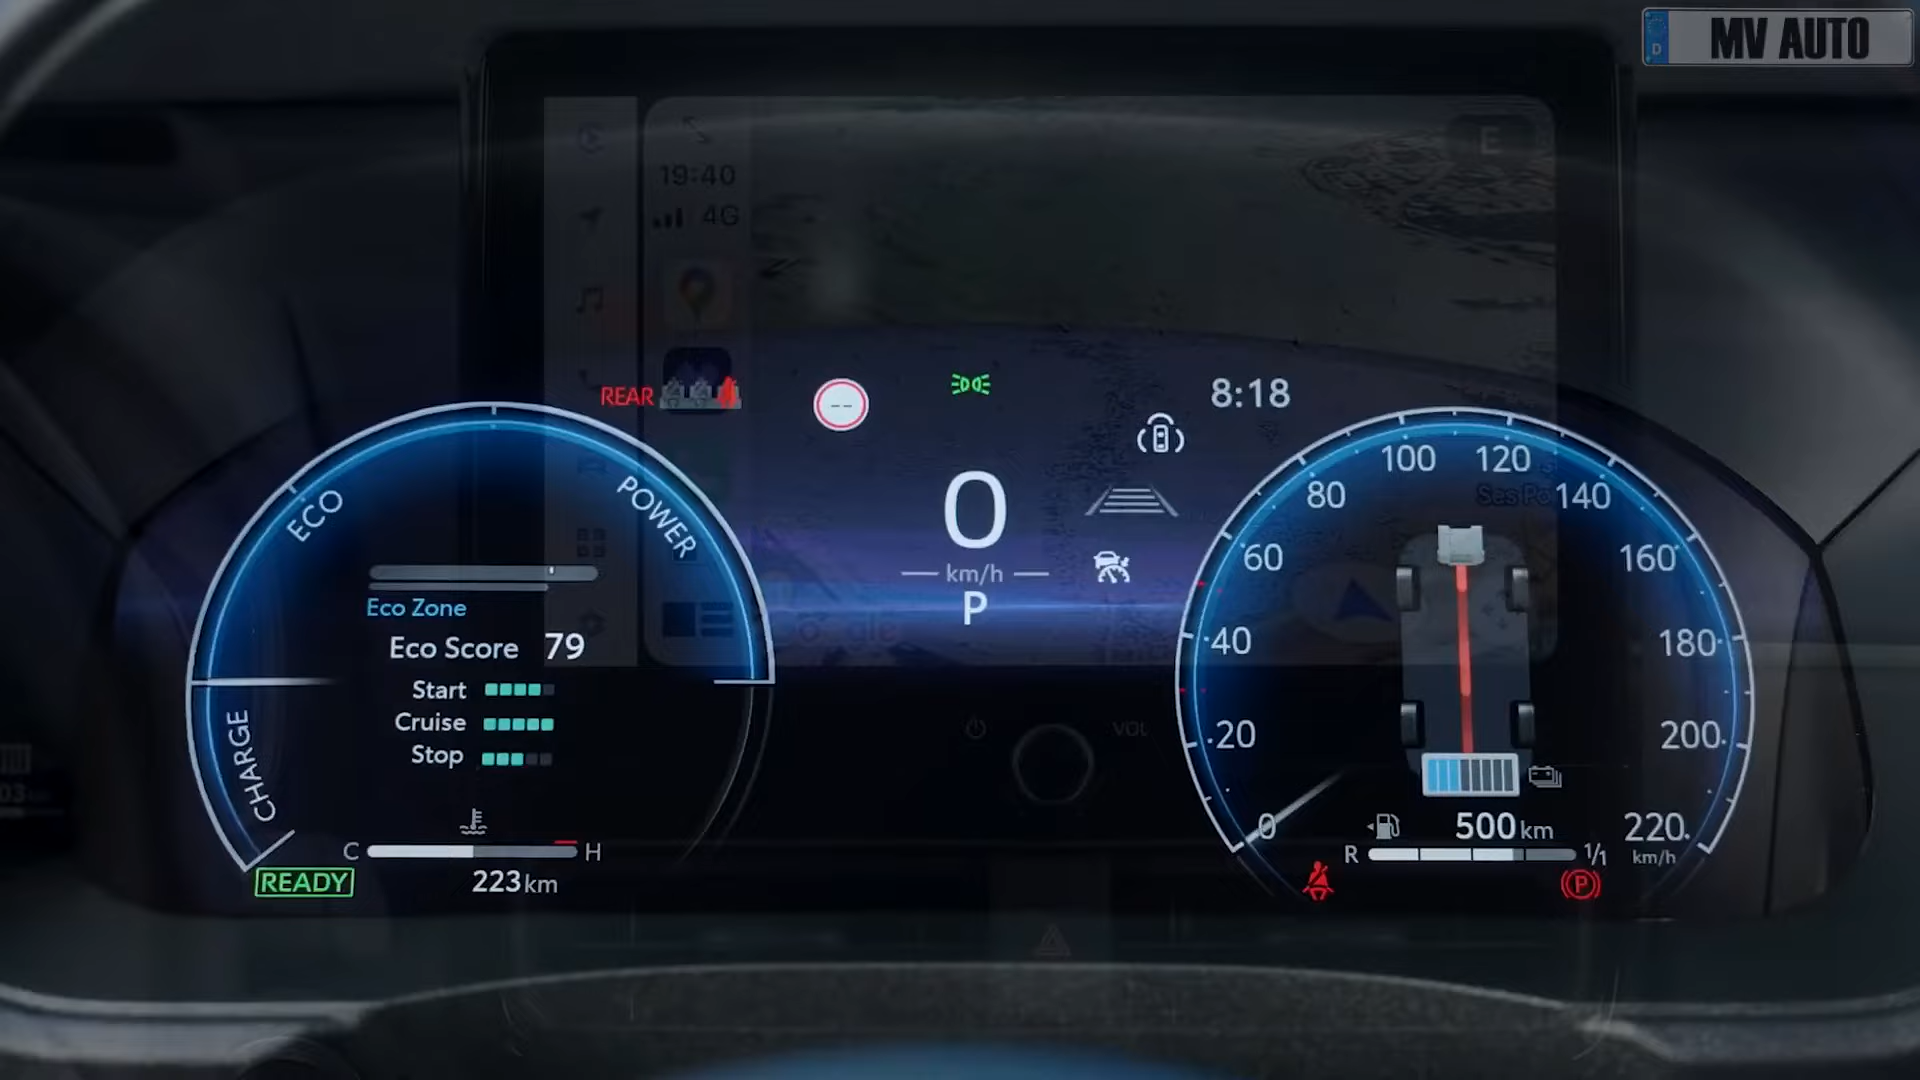 MV AUTO
D
E
19:40
4G
REAR
--
8:18
ECO
POWER
CHARGE
Eco Zone
Eco Score 79
Start
Cruise
Stop
C H
READY
223 km
0
km/h
P
VOL
0
20
40
60
80
100
120
140
160
180
200
220
km/h
500 km
R 1/1
P